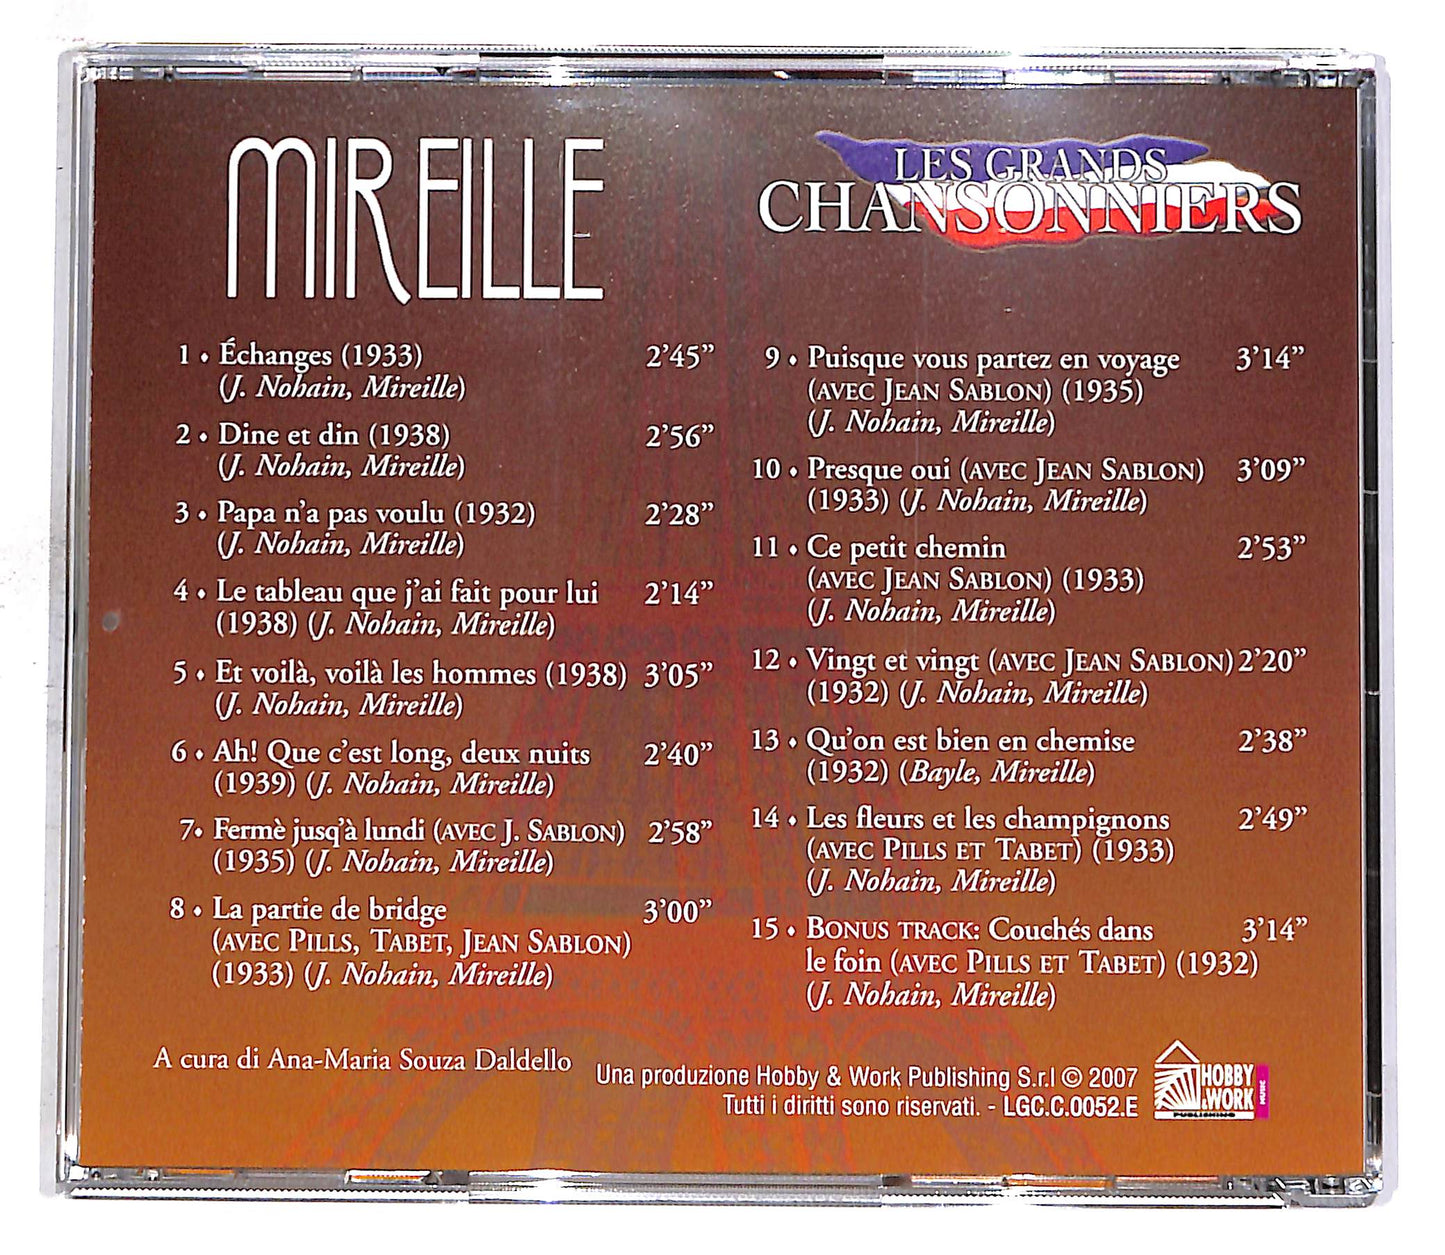 MIREILLE
LES GRANDS
CHANSONNIERS
1 • Échanges (1933) 2’45”
(J. Nohain, Mireille)
2 • Dine et din (1938) 2’56”
(J. Nohain, Mireille)
3 • Papa n’a pas voulu (1932) 2’28”
(J. Nohain, Mireille)
4 • Le tableau que j’ai fait pour lui 2’14”
(1938) (J. Nohain, Mireille)
5 • Et voilà, voilà les hommes (1938) 3’05”
(J. Nohain, Mireille)
6 • Ah! Que c’est long, deux nuits 2’40”
(1939) (J. Nohain, Mireille)
7• Fermè jusq’à lundi (AVEC J. SABLON) 2’58”
(1935) (J. Nohain, Mireille)
8 • La partie de bridge 3’00”
(AVEC PILLS, TABET, JEAN SABLON)
(1933) (J. Nohain, Mireille)
9 • Puisque vous partez en voyage 3’14”
(AVEC JEAN SABLON) (1935)
(J. Nohain, Mireille)
10 • Presque oui (AVEC JEAN SABLON) 3’09”
(1933) (J. Nohain, Mireille)
11 • Ce petit chemin 2’53”
(AVEC JEAN SABLON) (1933)
(J. Nohain, Mireille)
12 • Vingt et vingt (AVEC JEAN SABLON) 2’20”
(1932) (J. Nohain, Mireille)
13 • Qu’on est bien en chemise 2’38”
(1932) (Bayle, Mireille)
14 • Les fleurs et les champignons 2’49”
(AVEC PILLS ET TABET) (1933)
(J. Nohain, Mireille)
15 • BONUS TRACK: Couchés dans 3’14”
le foin (AVEC PILLS ET TABET) (1932)
(J. Nohain, Mireille)
A cura di Ana-Maria Souza Daldello
Una produzione Hobby & Work Publishing S.r.l © 2007
Tutti i diritti sono riservati. - LGC.C.0052.E
HOBBY
& WORK
PUBLISHING
MUSIC